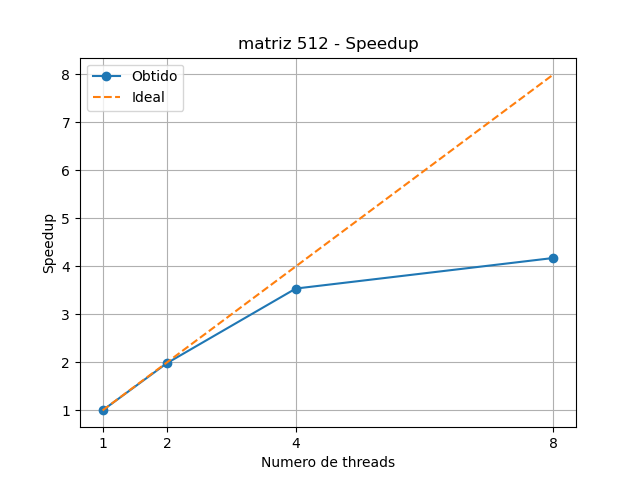 matriz 512 - Speedup
Obtido
Ideal
8
7
6
5
4
3
2
1
Speedup
1 2 4 8
Numero de threads